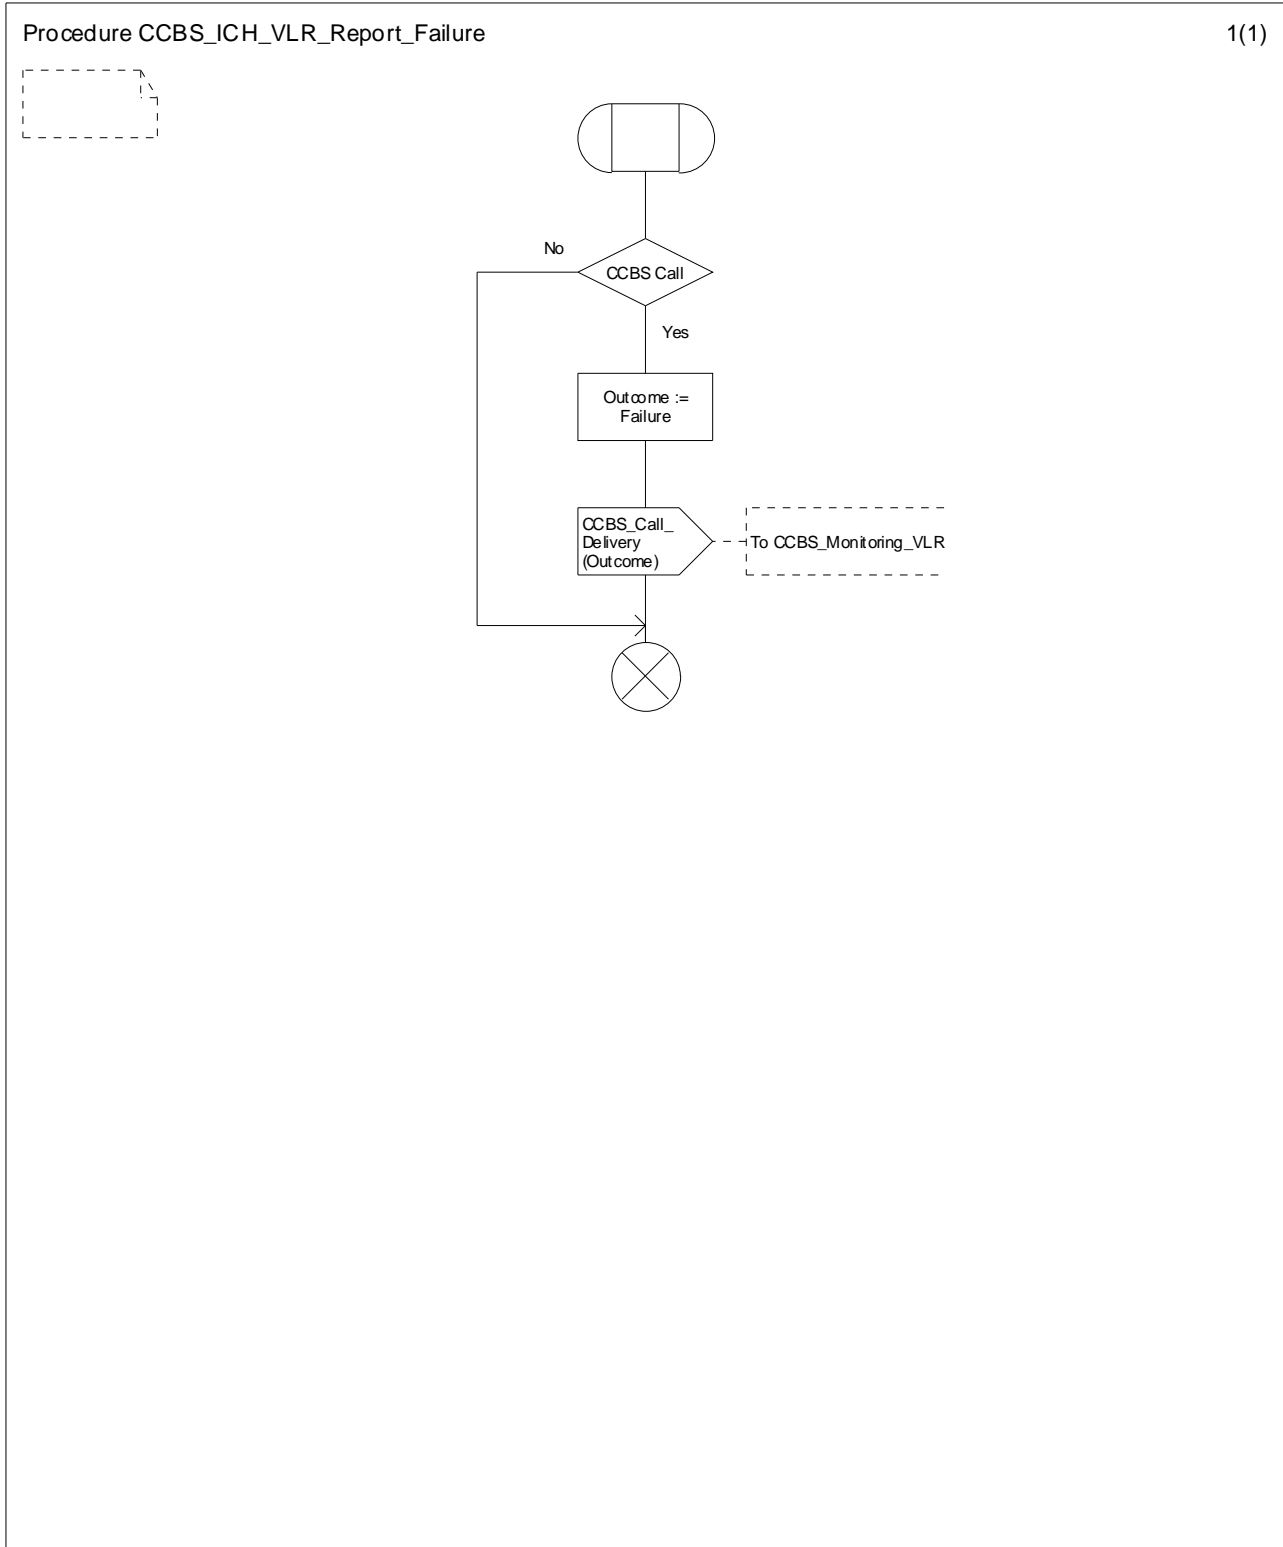 Procedure CCBS_ICH_VLR_Report_Failure
1(1)
No
CCBS Call
Yes
Outcome :=
Failure
CCBS_Call_
Delivery
(Outcome)
To CCBS_Monitoring_VLR